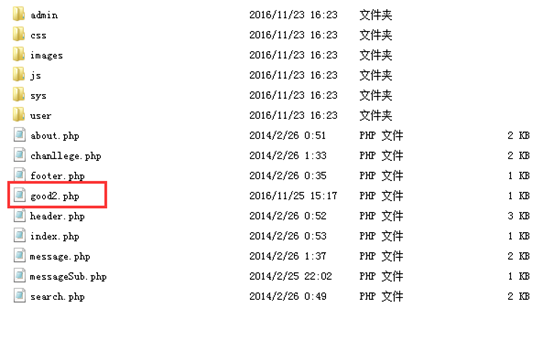 admin 2016/11/23 16:23 文件夹
css 2016/11/23 16:23 文件夹
images 2016/11/23 16:23 文件夹
js 2016/11/23 16:23 文件夹
sys 2016/11/23 16:23 文件夹
user 2016/11/23 16:23 文件夹
about.php 2014/2/26 0:51 PHP 文件 2 KB
chanllege.php 2014/2/26 1:33 PHP 文件 2 KB
footer.php 2014/2/26 0:35 PHP 文件 1 KB
good2.php 2016/11/25 15:17 PHP 文件 1 KB
header.php 2014/2/26 0:52 PHP 文件 3 KB
index.php 2014/2/26 0:53 PHP 文件 1 KB
message.php 2014/2/26 1:37 PHP 文件 2 KB
messageSub.php 2014/2/25 22:02 PHP 文件 1 KB
search.php 2014/2/26 0:49 PHP 文件 2 KB